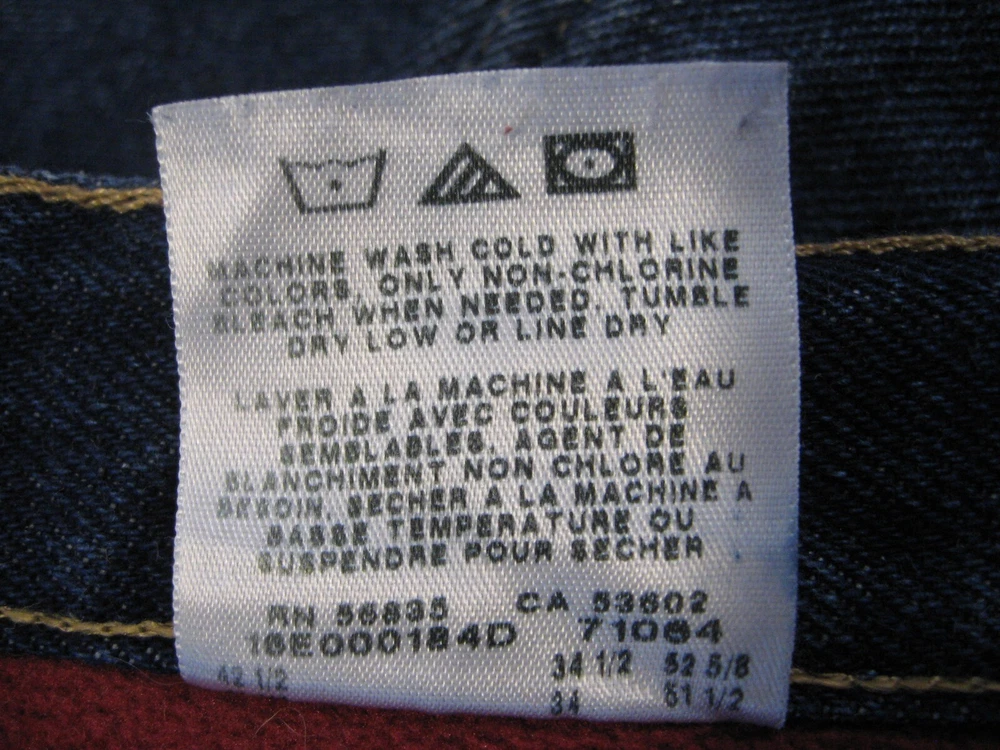 MACHINE WASH COLD WITH LIKE
COLORS, ONLY NON-CHLORINE
BLEACH WHEN NEEDED. TUMBLE
DRY LOW OR LINE DRY
LAVER A LA MACHINE A L'EAU
FROIDE AVEC COULEURS
SEMBLABLES. AGENT DE
BLANCHIMENT NON CHLORE AU
BESOIN. SECHER A LA MACHINE A
BASSE TEMPERATURE OU
SUSPENDRE POUR SECHER
RN 56835 CA 53602
16E000184D 71064
42 1/2 34 1/2 52 5/8
34 51 1/2